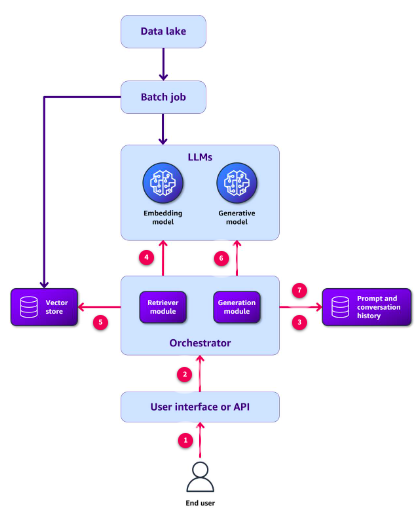 Data lake
Batch job
LLMs
Embedding
model
Generative
model
4
6
Vector
store
5
Retriever
module
Generation
module
Orchestrator
7
3
Prompt and
conversation
history
2
User interface or API
1
End user